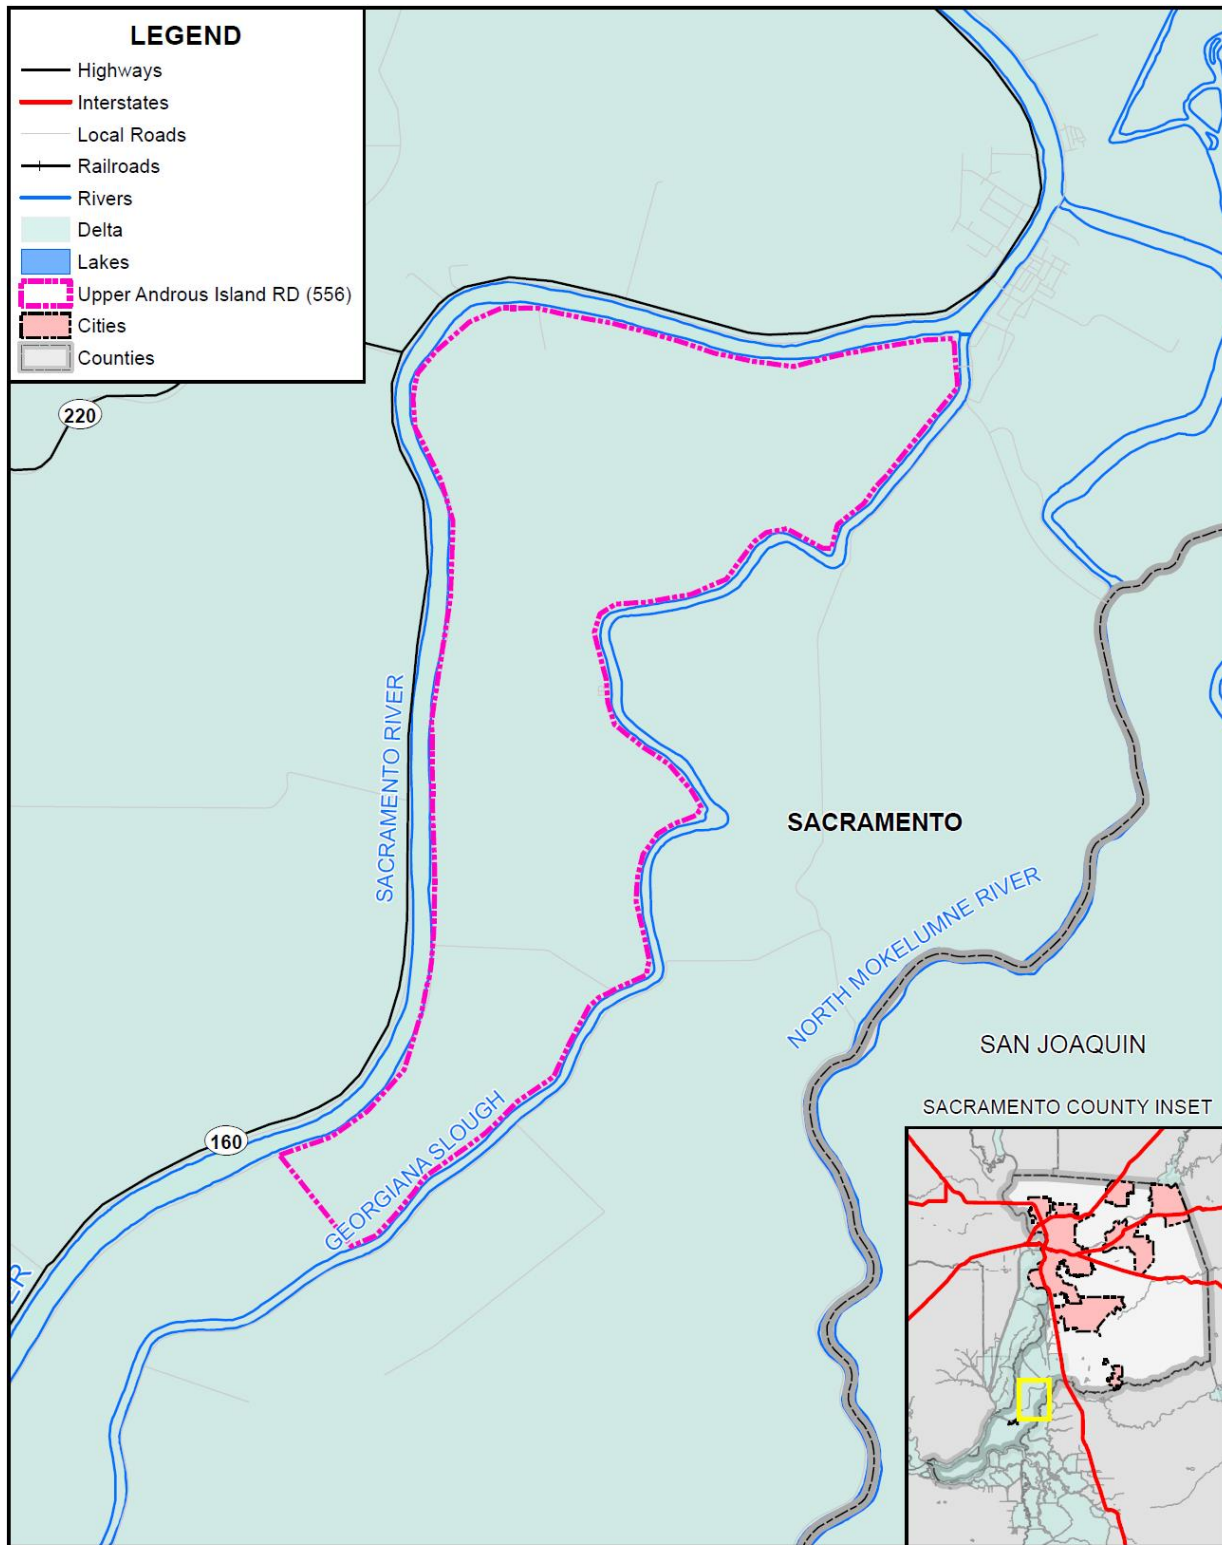 LEGEND
Highways
Interstates
Local Roads
Railroads
Rivers
Delta
Lakes
Upper Androus Island RD (556)
Cities
Counties
220
SACRAMENTO RIVER
SACRAMENTO
NORTH MOKELUMNE RIVER
SAN JOAQUIN
160
GEORGIANA SLOUGH
SACRAMENTO COUNTY INSET
ER